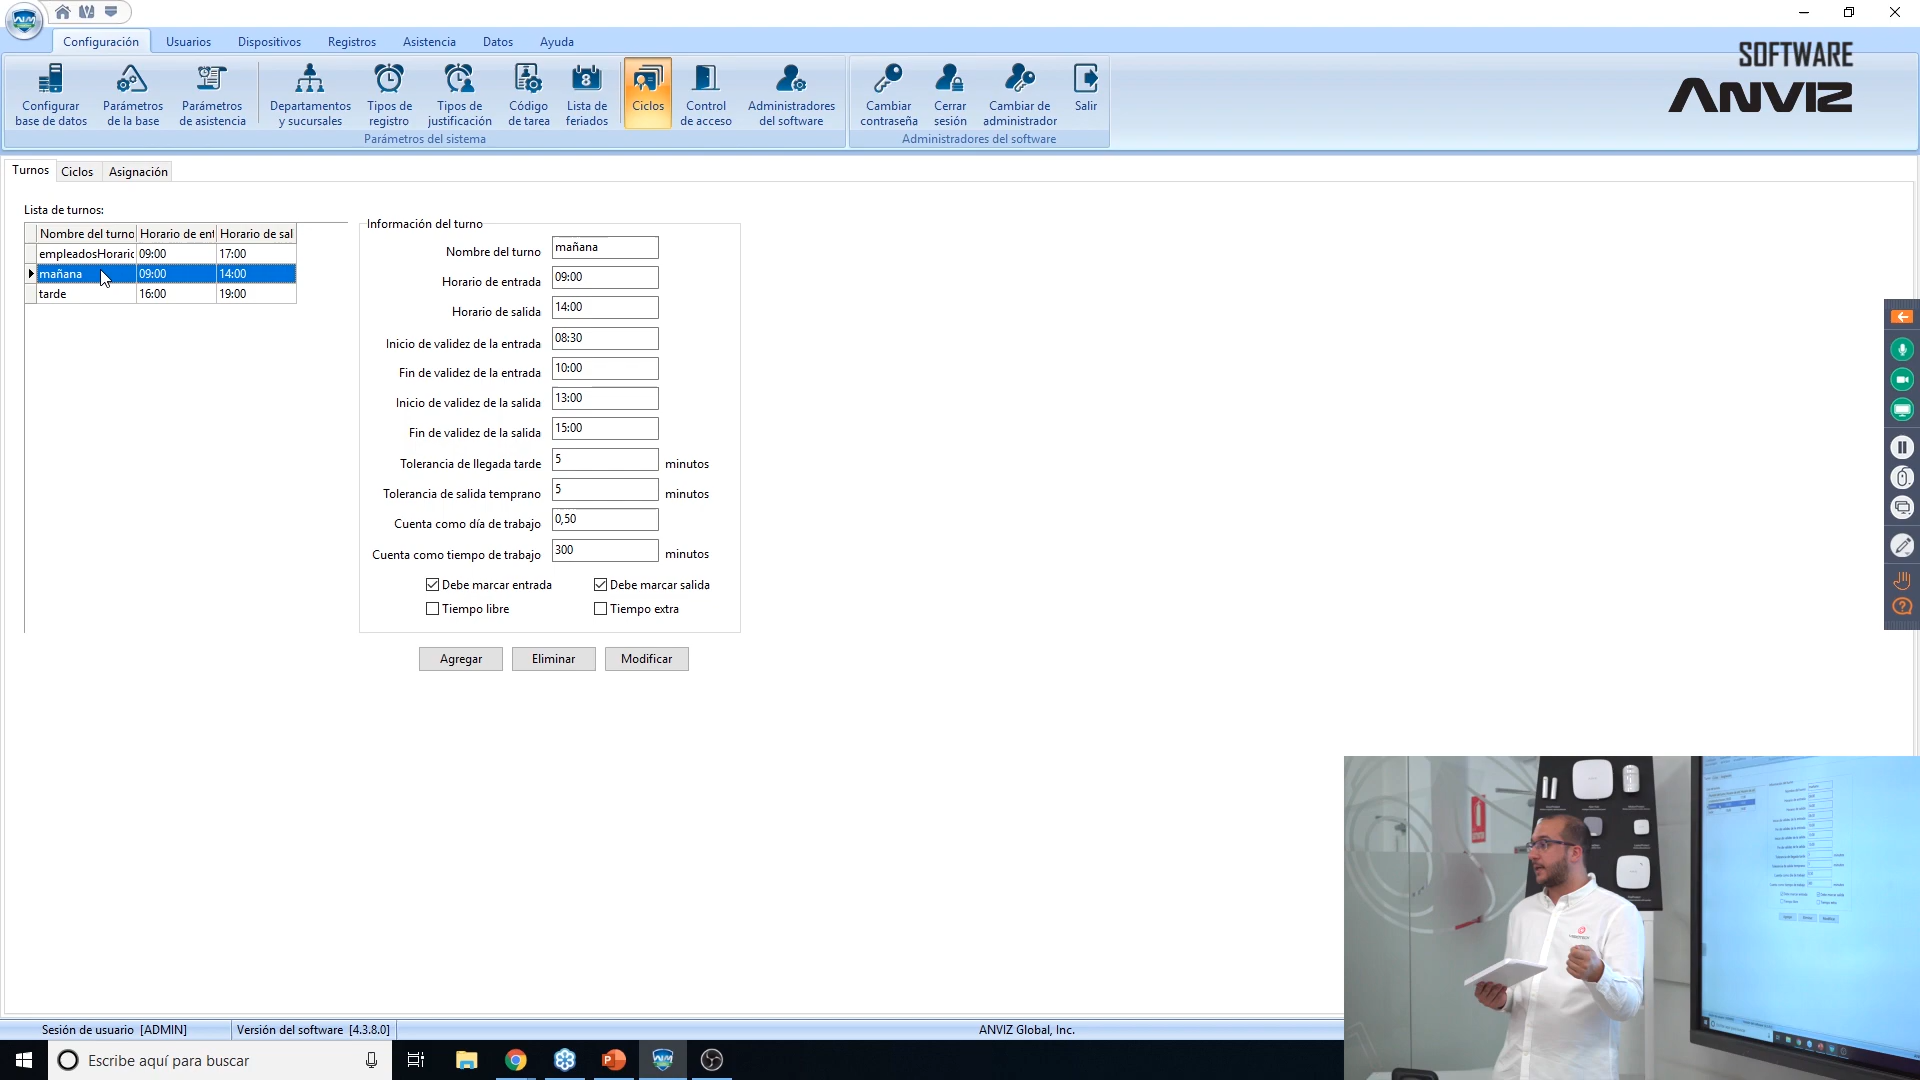 SOFTWARE
ANVIZ
Configuración Usuarios Dispositivos Registros Asistencia Datos Ayuda
Configurar base de datos
Parámetros de la base
Parámetros de asistencia
Departamentos y sucursales
Tipos de registro
Tipos de justificación
Código de tarea
8
Lista de feriados
Ciclos
Control de acceso
Administradores del software
Cambiar contraseña
Cerrar sesión
Cambiar de administrador
Salir
Parámetros del sistema
Administradores del software
Turnos Ciclos Asignación
Lista de turnos:
Nombre del turno Horario de ent Horario de sal
empleadosHorario 09:00 17:00
mañana 09:00 14:00
tarde 16:00 19:00
Información del turno
Nombre del turno mañana
Horario de entrada 09:00
Horario de salida 14:00
Inicio de validez de la entrada 08:30
Fin de validez de la entrada 10:00
Inicio de validez de la salida 13:00
Fin de validez de la salida 15:00
Tolerancia de llegada tarde 5 minutos
Tolerancia de salida temprano 5 minutos
Cuenta como día de trabajo 0,50
Cuenta como tiempo de trabajo 300 minutos
Debe marcar entrada Debe marcar salida
Tiempo libre Tiempo extra
Agregar Eliminar Modificar
Sesión de usuario [ADMIN] Versión del software [4.3.8.0] ANVIZ Global, Inc.
Escribe aquí para buscar